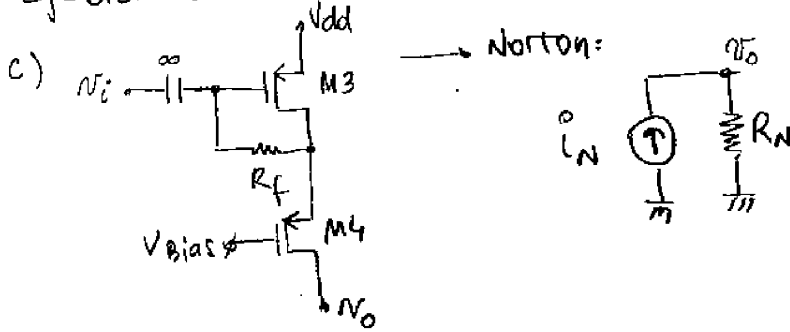 Vdd
c) Vi ∞ M3 → Norton: Vo
iN RN
Rf
VBias M4
Vo